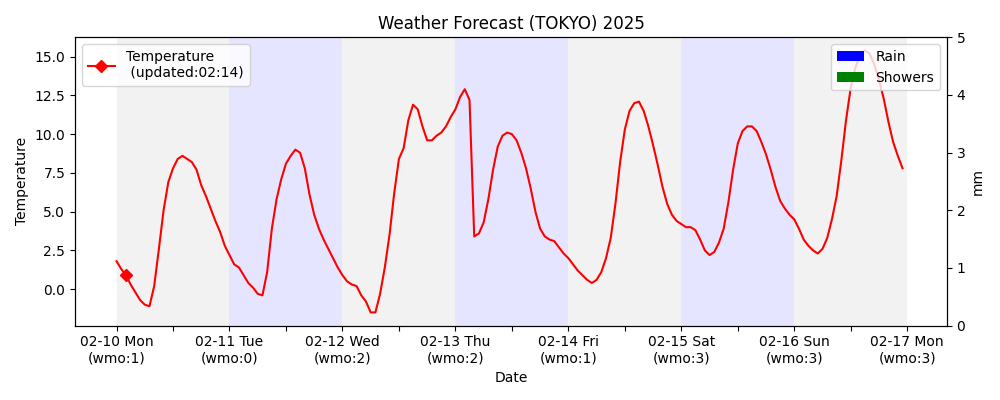 Weather Forecast (TOKYO) 2025
Temperature
(updated:02:14)
Rain
Showers
15.0
12.5
10.0
7.5
5.0
2.5
0.0
Temperature
5
4
3
2
1
0
mm
02-10 Mon
(wmo:1)
02-11 Tue
(wmo:0)
02-12 Wed
(wmo:2)
02-13 Thu
(wmo:2)
02-14 Fri
(wmo:1)
02-15 Sat
(wmo:3)
02-16 Sun
(wmo:3)
02-17 Mon
(wmo:3)
Date